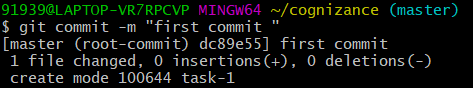 91939@LAPTOP-VR7RPCVP MINGW64 ~/cognizance (master)
$ git commit -m "first commit "
[master (root-commit) dc89e55] first commit
 1 file changed, 0 insertions(+), 0 deletions(-)
 create mode 100644 task-1